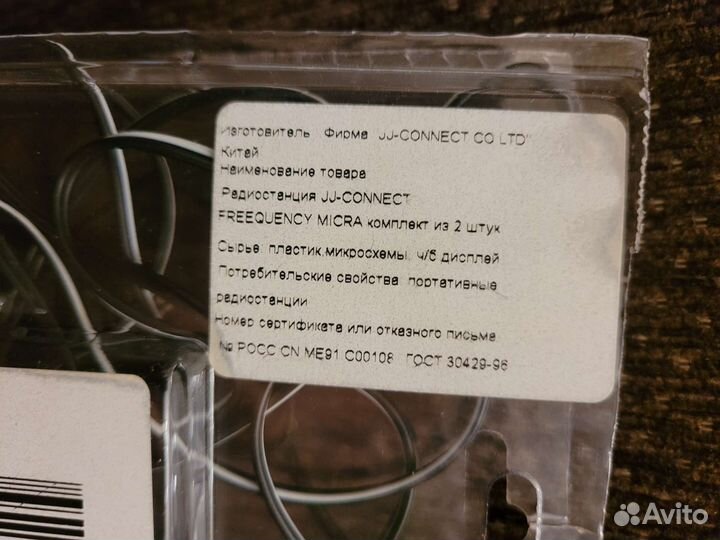 Изготовитель Фирма JJ-CONNECT CO LTD"
Китай
Наименование товара
Радиостанция JJ-CONNECT
FREEQUENCY MICRA комплект из 2 штук
Сырье: пластик,микросхемы, ч/б дисплей
Потребительские свойства: портативные
радиостанции
Номер сертификата или отказного письма
№ РОСС CN ME91 C00108 ГОСТ 30429-96
Avito